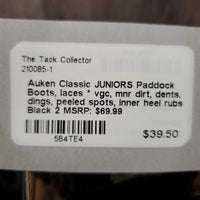 The Tack Collector
210085-1
Auken Classic JUNIORS Paddock
Boots, laces * vgc, mnr dirt, dents,
dings, peeled spots, Inner heel rubs
Black 2 MSRP: $69.99
$39.50
5B4TE4